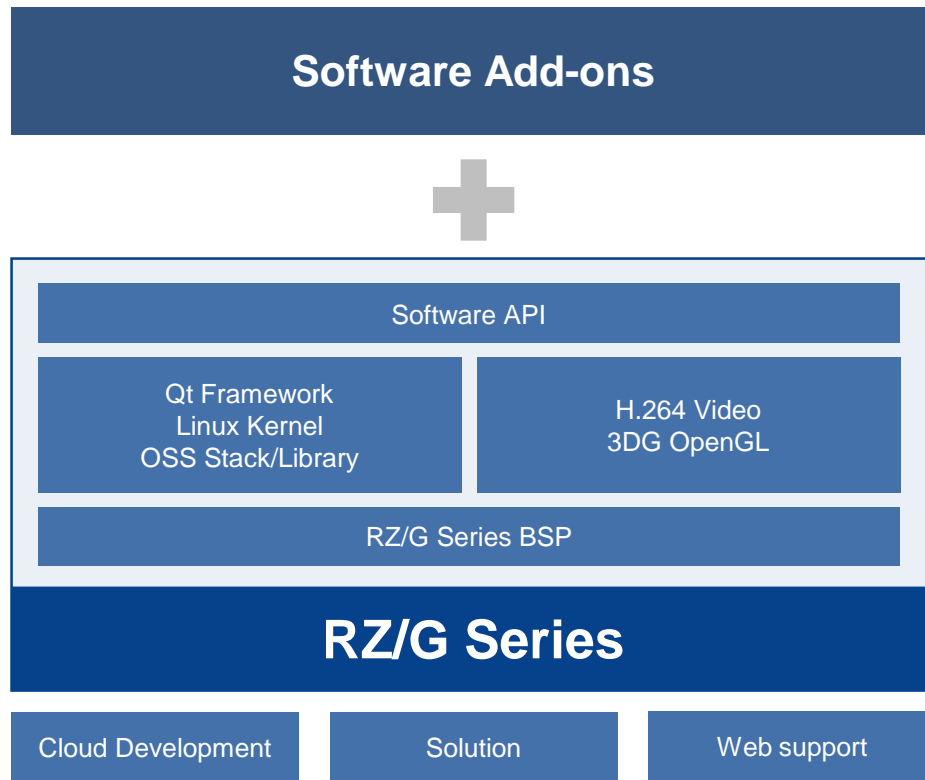 Software Add-ons
Software API
Qt Framework
Linux Kernel
OSS Stack/Library
H.264 Video
3DG OpenGL
RZ/G Series BSP
RZ/G Series
Cloud Development
Solution
Web support